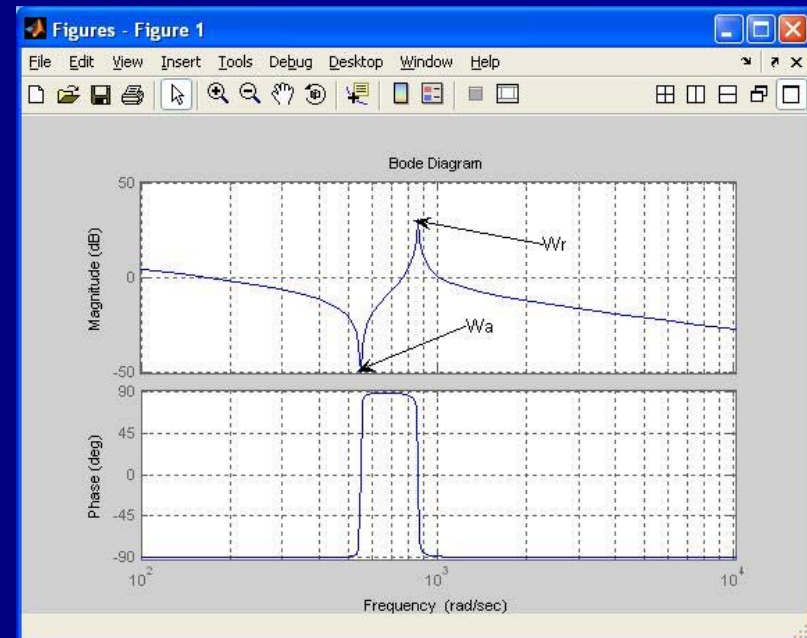 Figures - Figure 1
File Edit View Insert Tools Debug Desktop Window Help
Bode Diagram
50
0
-50
Magnitude (dB)
Wr
Wa
90
45
0
-45
-90
Phase (deg)
10^2 10^3 10^4
Frequency (rad/sec)